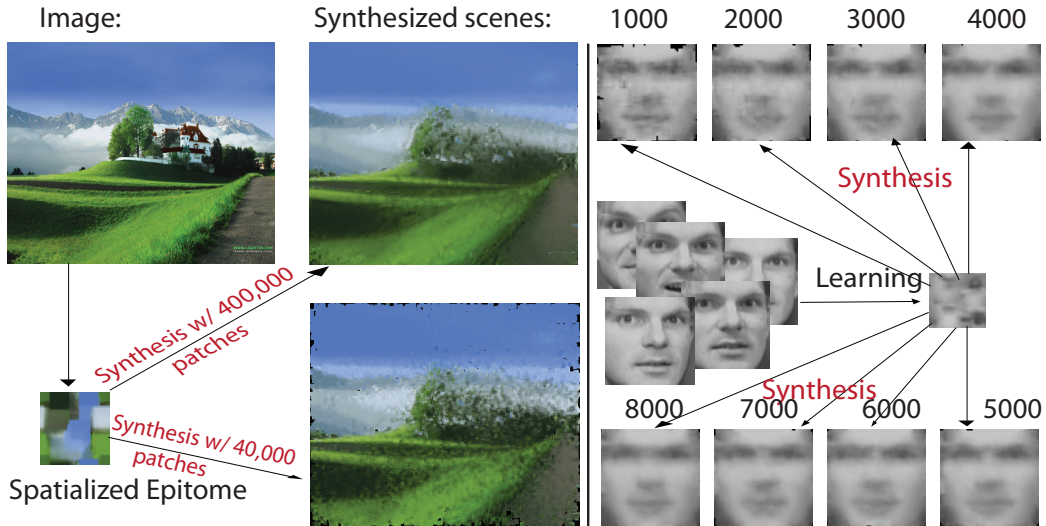 Image:
Synthesized scenes:
1000 2000 3000 4000
Synthesis
Learning
Synthesis w/ 400,000
patches
Synthesis
8000 7000 6000 5000
Synthesis w/ 40,000
patches
Spatialized Epitome